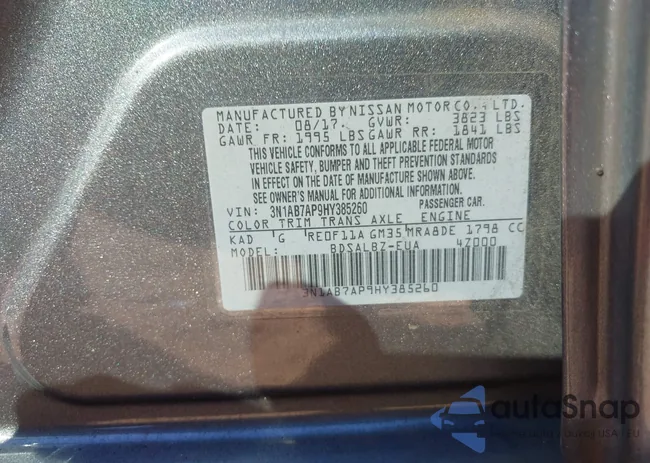 MANUFACTURED BY NISSAN MOTOR CO., LTD.
DATE: 08/17 GVWR: 3823 LBS
GAWR FR: 1995 LBS GAWR RR: 1841 LBS
THIS VEHICLE CONFORMS TO ALL APPLICABLE FEDERAL MOTOR
VEHICLE SAFETY, BUMPER AND THEFT PREVENTION STANDARDS
IN EFFECT ON THE DATE OF MANUFACTURE SHOWN ABOVE.
SEE OWNER'S MANUAL FOR ADDITIONAL INFORMATION.
VIN: 3N1AB7AP9HY385260 PASSENGER CAR.
COLOR TRIM TRANS AXLE ENGINE
KAD G RE0F11A GM35 MRA8DE 1798 CC
MODEL: BDSALBZ-EUA 4Z000
3N1AB7AP9HY385260
autoSnap